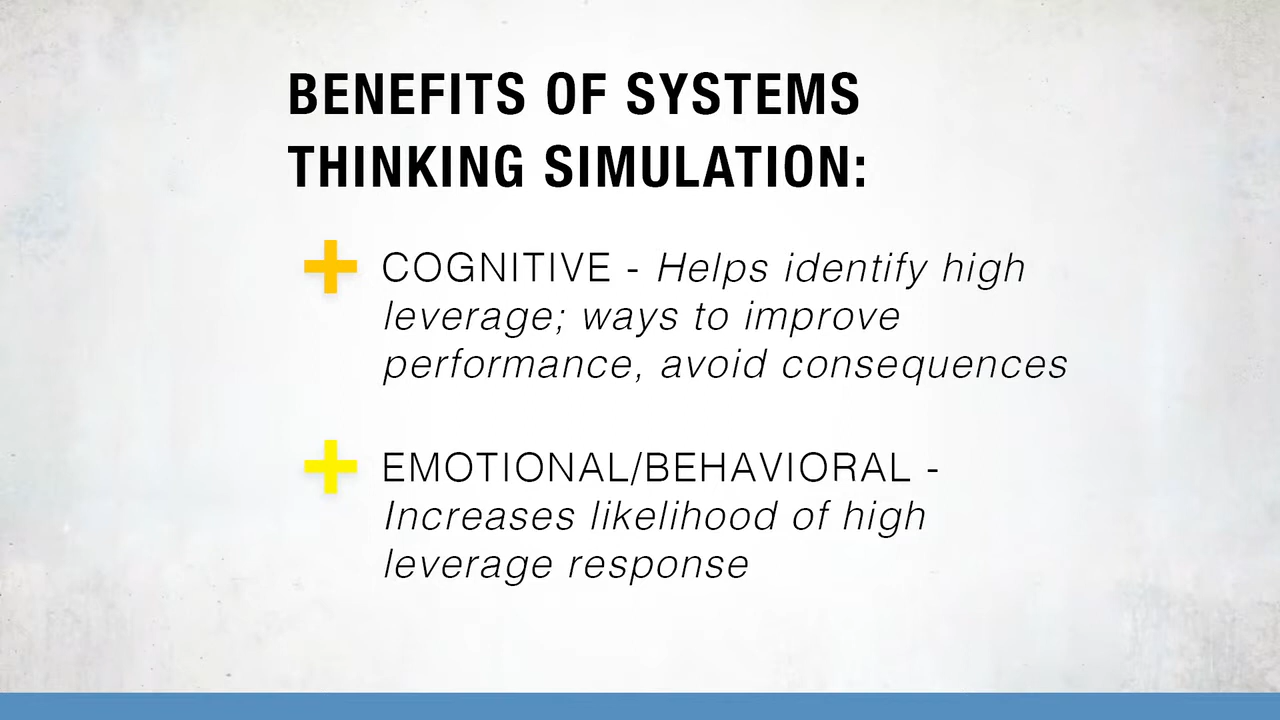 BENEFITS OF SYSTEMS
THINKING SIMULATION:
COGNITIVE - Helps identify high
leverage; ways to improve
performance, avoid consequences
EMOTIONAL/BEHAVIORAL -
Increases likelihood of high
leverage response